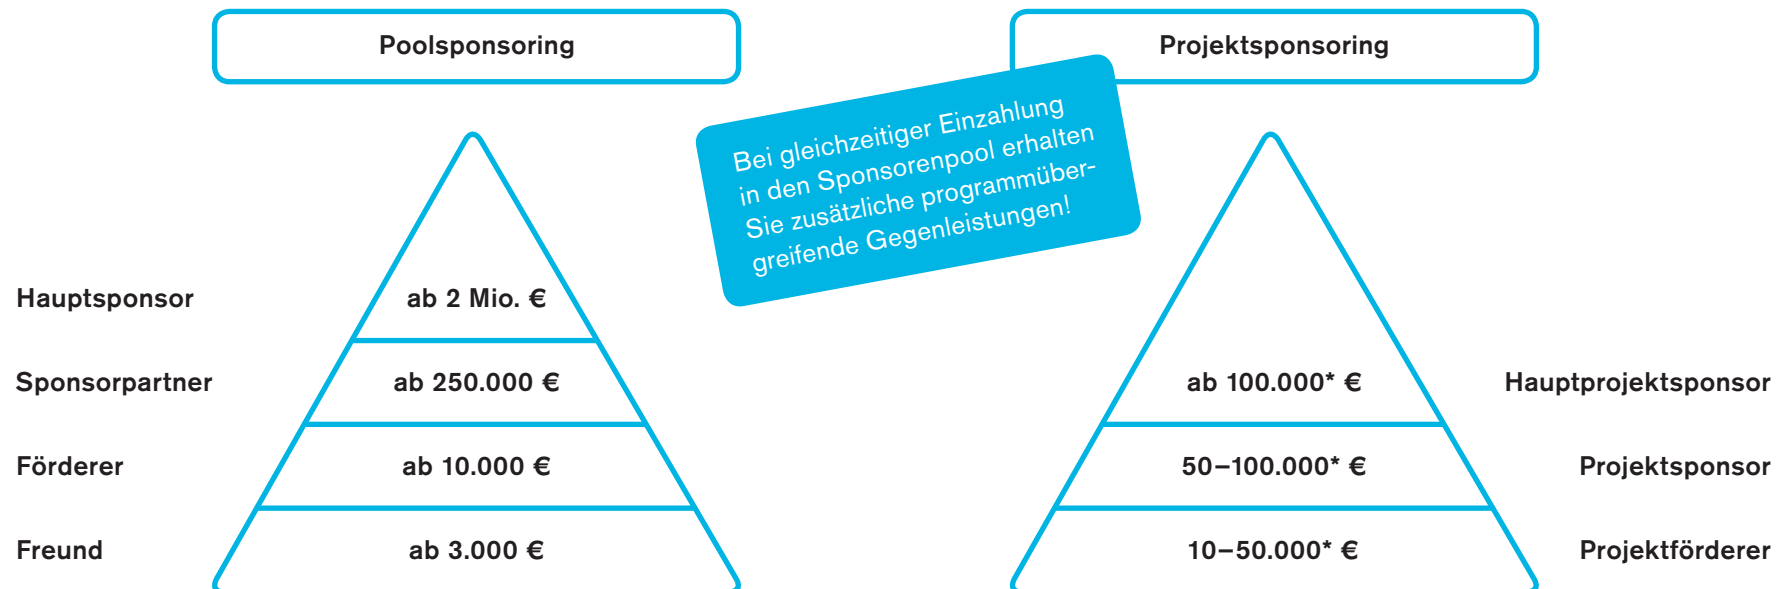 Poolsponsoring
Projektsponsoring
Bei gleichzeitiger Einzahlung
in den Sponsorenpool erhalten
Sie zusätzliche programmüber-
greifende Gegenleistungen!
Hauptsponsor
ab 2 Mio. €
Sponsorpartner
ab 250.000 €
ab 100.000* €
Hauptprojektsponsor
Förderer
ab 10.000 €
50–100.000* €
Projektsponsor
Freund
ab 3.000 €
10–50.000* €
Projektförderer